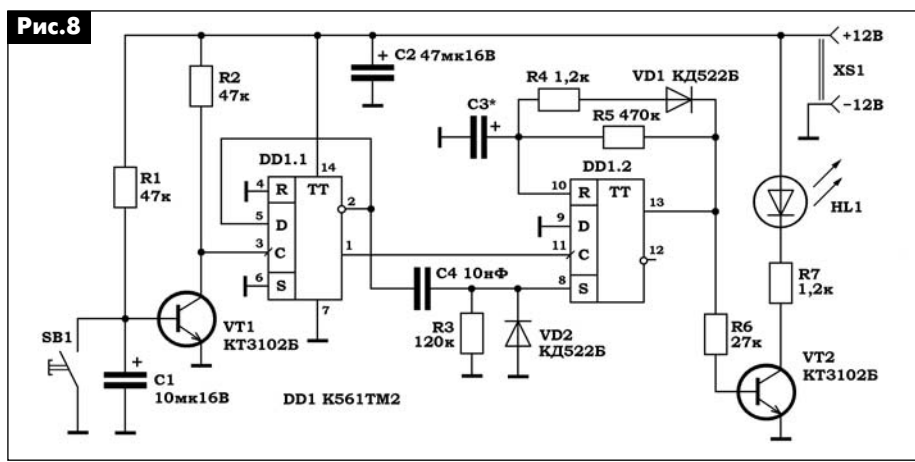 Рис.8
+12В
XS1
−12В
R2
47к
C2 47мк16В
+
R4 1,2к
VD1 КД522Б
C3*
+
R5 470к
R1
47к
DD1.1
14
4
R
TT
2
5
D
3
C
1
6
S
7
DD1.2
10
R
TT
13
9
D
11
C
12
8
S
HL1
C4 10нФ
R3
120к
VD2
КД522Б
R7
1,2к
R6
27к
SB1
VT1
КТ3102Б
+
C1
10мк16В
VT2
КТ3102Б
DD1 К561ТМ2